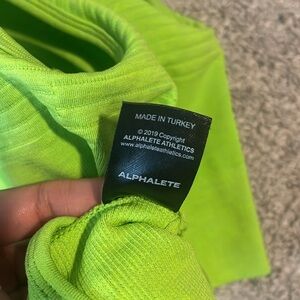 MADE IN TURKEY
© 2019 Copyright
ALPHALETE ATHLETICS
www.alphaleteathletics.com
ALPHALETE